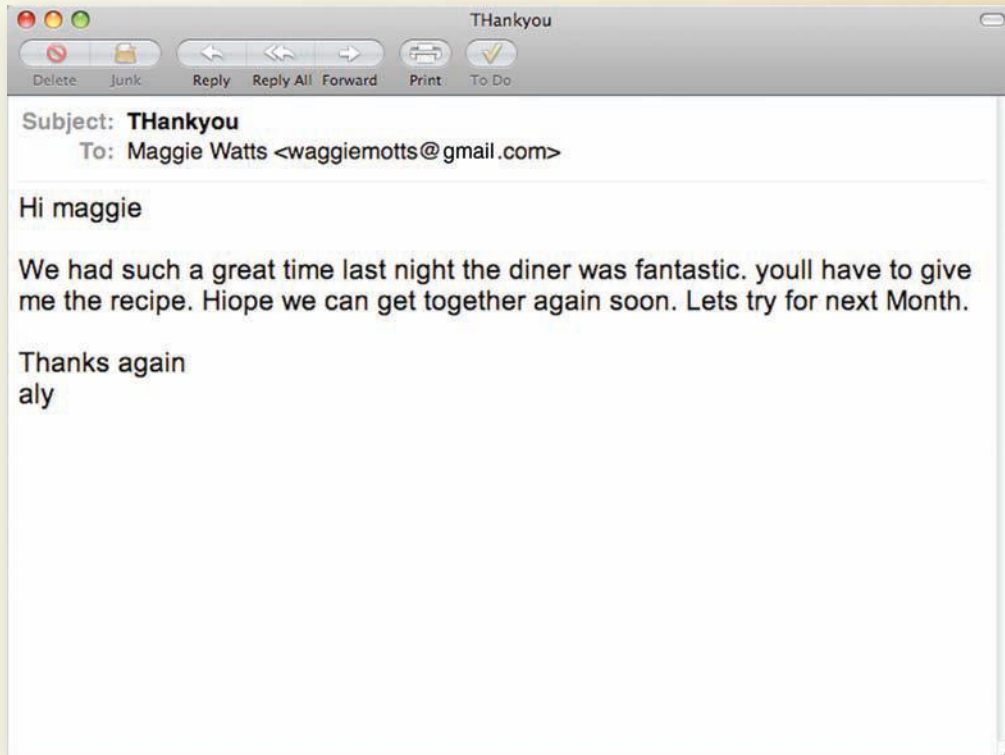 THankyou
Delete Junk Reply Reply All Forward Print To Do
Subject: THankyou
To: Maggie Watts <waggiemotts@gmail.com>
Hi maggie
We had such a great time last night the diner was fantastic. youll have to give
me the recipe. Hiope we can get together again soon. Lets try for next Month.
Thanks again
aly